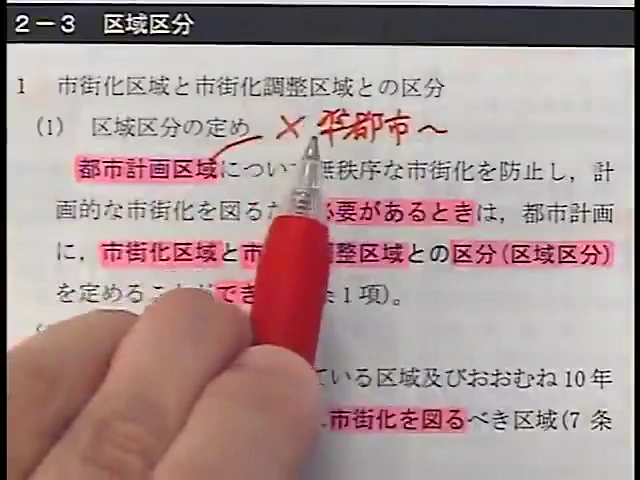 2－3 区域区分
1 市街化区域と市街化調整区域との区分
(1) 区域区分の定め × 準都市〜
都市計画区域につい 無秩序な市街化を防止し，計
画的な市街化を図るた 必要があるときは，都市計画
に，市街化区域と市 調整区域との区分(区域区分)
を定めることができ 条1項)。
ている区域及びおおむね10年
市街化を図るべき区域(7条